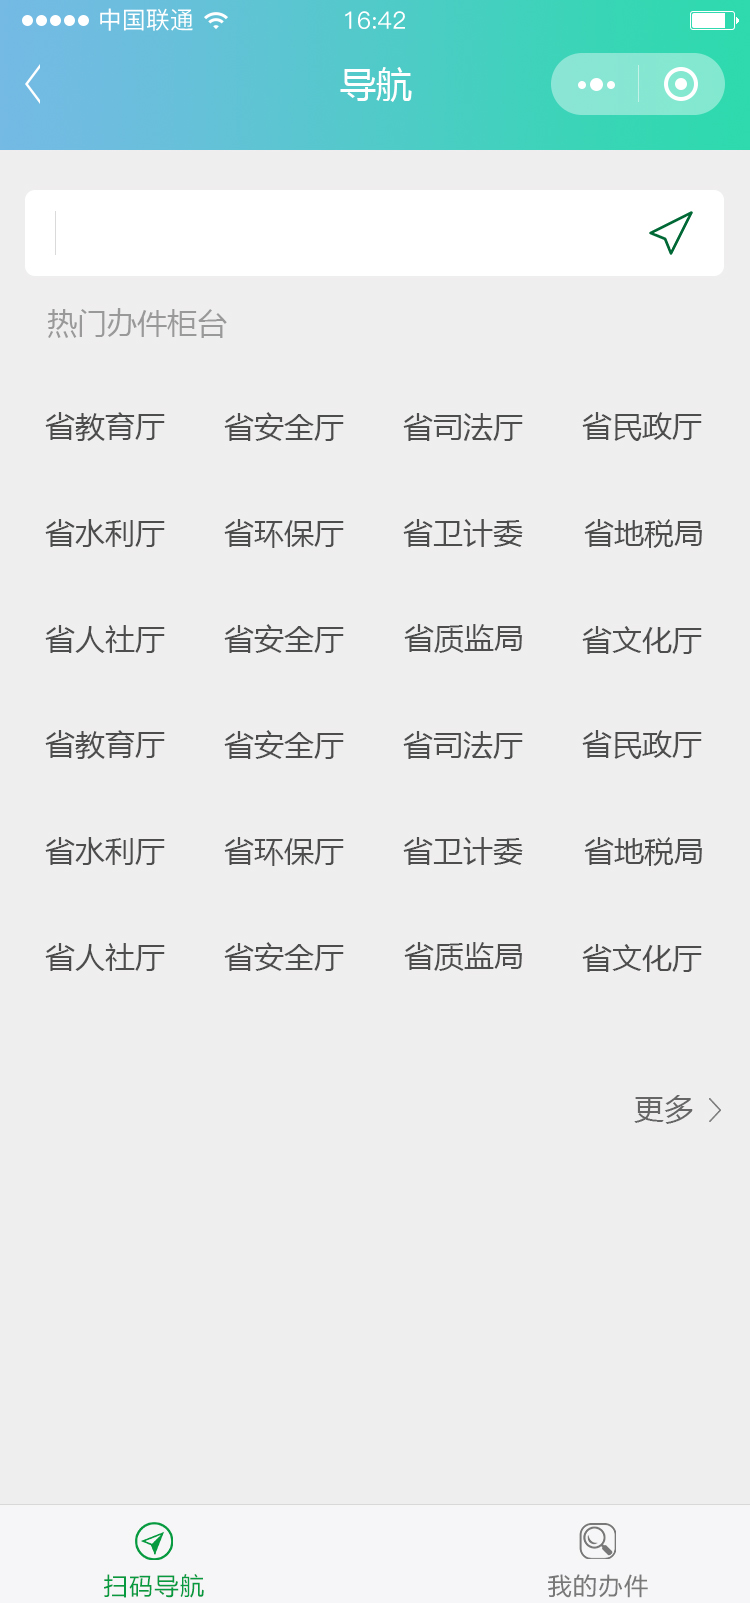 中国联通 16:42
导航
热门办件柜台
省教育厅 省安全厅 省司法厅 省民政厅
省水利厅 省环保厅 省卫计委 省地税局
省人社厅 省安全厅 省质监局 省文化厅
省教育厅 省安全厅 省司法厅 省民政厅
省水利厅 省环保厅 省卫计委 省地税局
省人社厅 省安全厅 省质监局 省文化厅
更多
扫码导航 我的办件